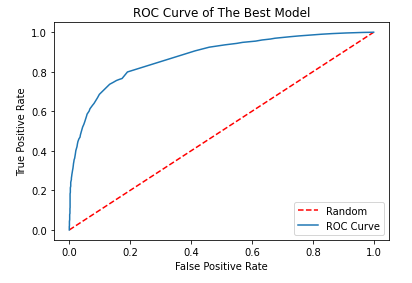 ROC Curve of The Best Model
1.0
0.8
0.6
0.4
0.2
0.0
True Positive Rate
Random
ROC Curve
0.0 0.2 0.4 0.6 0.8 1.0
False Positive Rate